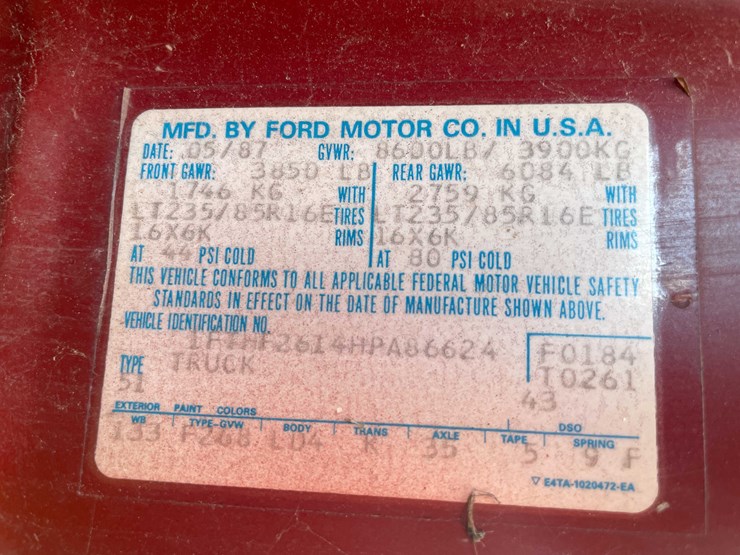 MFD. BY FORD MOTOR CO. IN U.S.A.
DATE: 05/87 GVWR: 8600LB/ 3900KG
FRONT GAWR: 3850 LB REAR GAWR: 6084 LB
1746 KG WITH 2759 KG WITH
LT235/85R16E TIRES LT235/85R16E TIRES
16X6K RIMS 16X6K RIMS
AT 44 PSI COLD AT 80 PSI COLD
THIS VEHICLE CONFORMS TO ALL APPLICABLE FEDERAL MOTOR VEHICLE SAFETY
STANDARDS IN EFFECT ON THE DATE OF MANUFACTURE SHOWN ABOVE.
VEHICLE IDENTIFICATION NO.
F0184
TYPE TRUCK T0261
51 43
EXTERIOR PAINT COLORS DSO
WB TYPE-GVW BODY TRANS AXLE TAPE SPRING
133 F268 LD4 K 35 5 9 F
▽ E4TA-1020472-EA